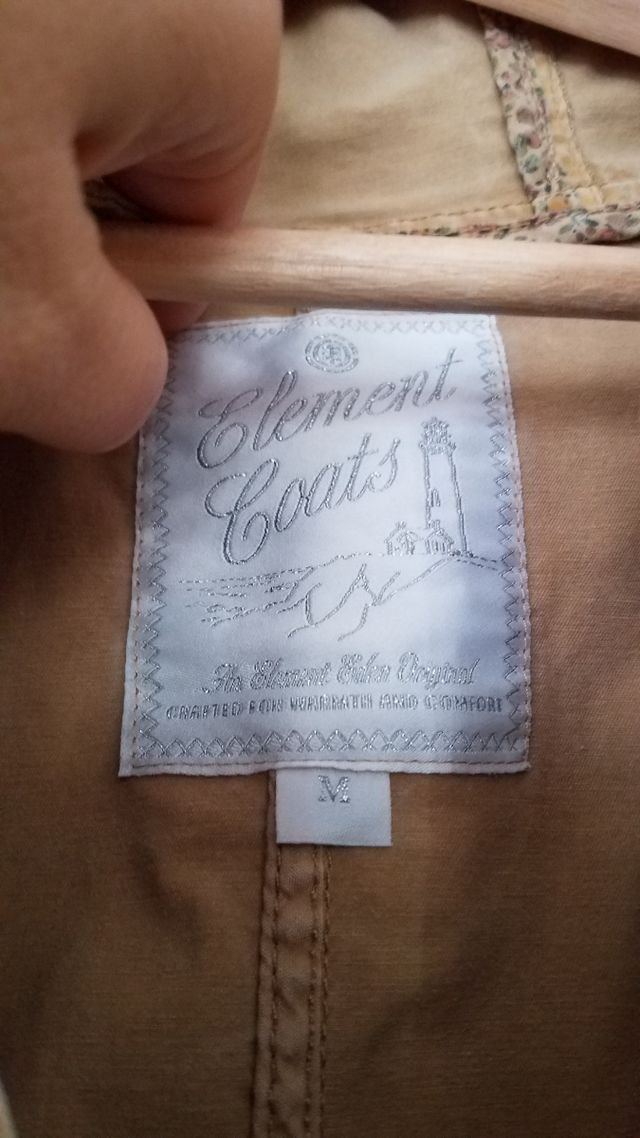 Element
Coats
An Element Eden Original
CRAFTED FOR WARMTH AND COMFORT
M